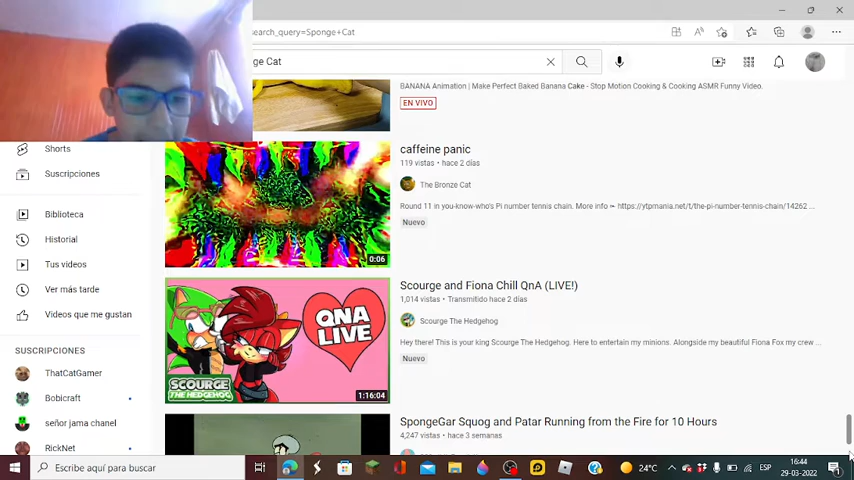 _query=Sponge+Cat
ge Cat
BANANA Animation | Make Perfect Baked Banana Cake - Stop Motion Cooking & Cooking ASMR Funny Video.
EN VIVO
Shorts
Suscripciones
Biblioteca
Historial
Tus videos
Ver más tarde
Videos que me gustan
SUSCRIPCIONES
ThatCatGamer
Bobicraft
señor jama chanel
RickNet
caffeine panic
119 vistas • hace 2 días
The Bronze Cat
Round 11 in you-know-who's Pi number tennis chain. More info ➳ https://ytpmania.net/t/the-pi-number-tennis-chain/14262 ...
Nuevo
0:06
Scourge and Fiona Chill QnA (LIVE!)
1,014 vistas • Transmitido hace 2 días
Scourge The Hedgehog
Hey there! This is your king Scourge The Hedgehog. Here to entertain my minions. Alongside my beautiful Fiona Fox my crew ...
Nuevo
QNA
LIVE!
SCOURGE
THE HEDGEHOG
1:16:04
SpongeGar Squog and Patar Running from the Fire for 10 Hours
4,247 vistas • hace 3 semanas
Escribe aquí para buscar
24°C
ESP
16:44
29-03-2022